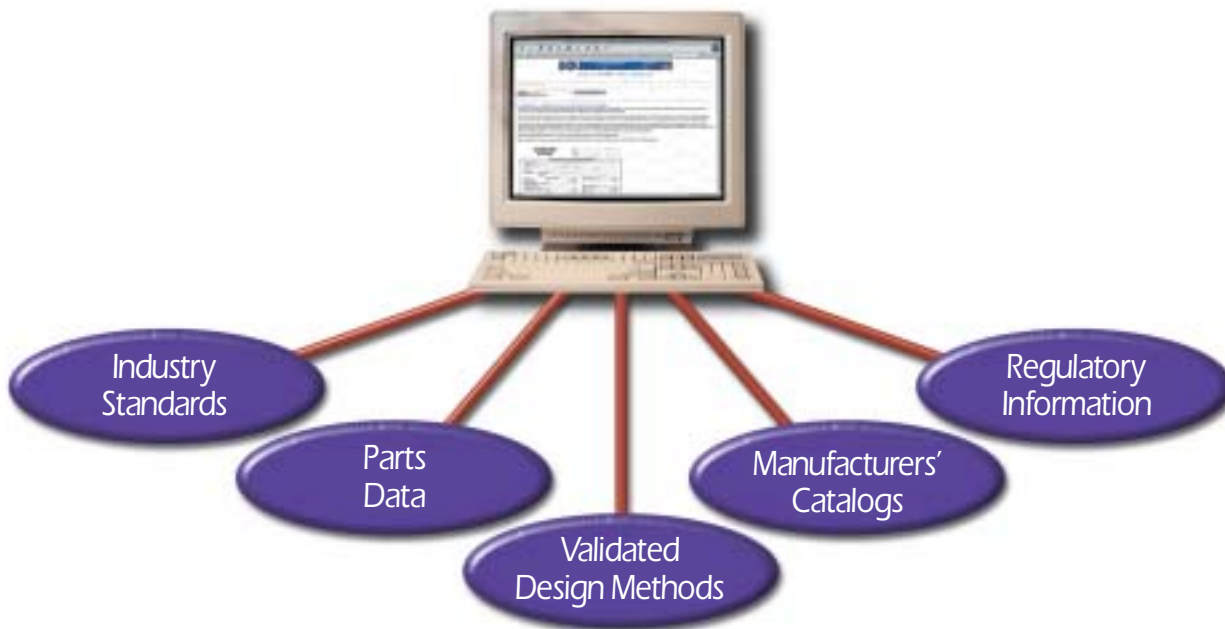 Industry
Standards
Parts
Data
Validated
Design Methods
Manufacturers’
Catalogs
Regulatory
Information